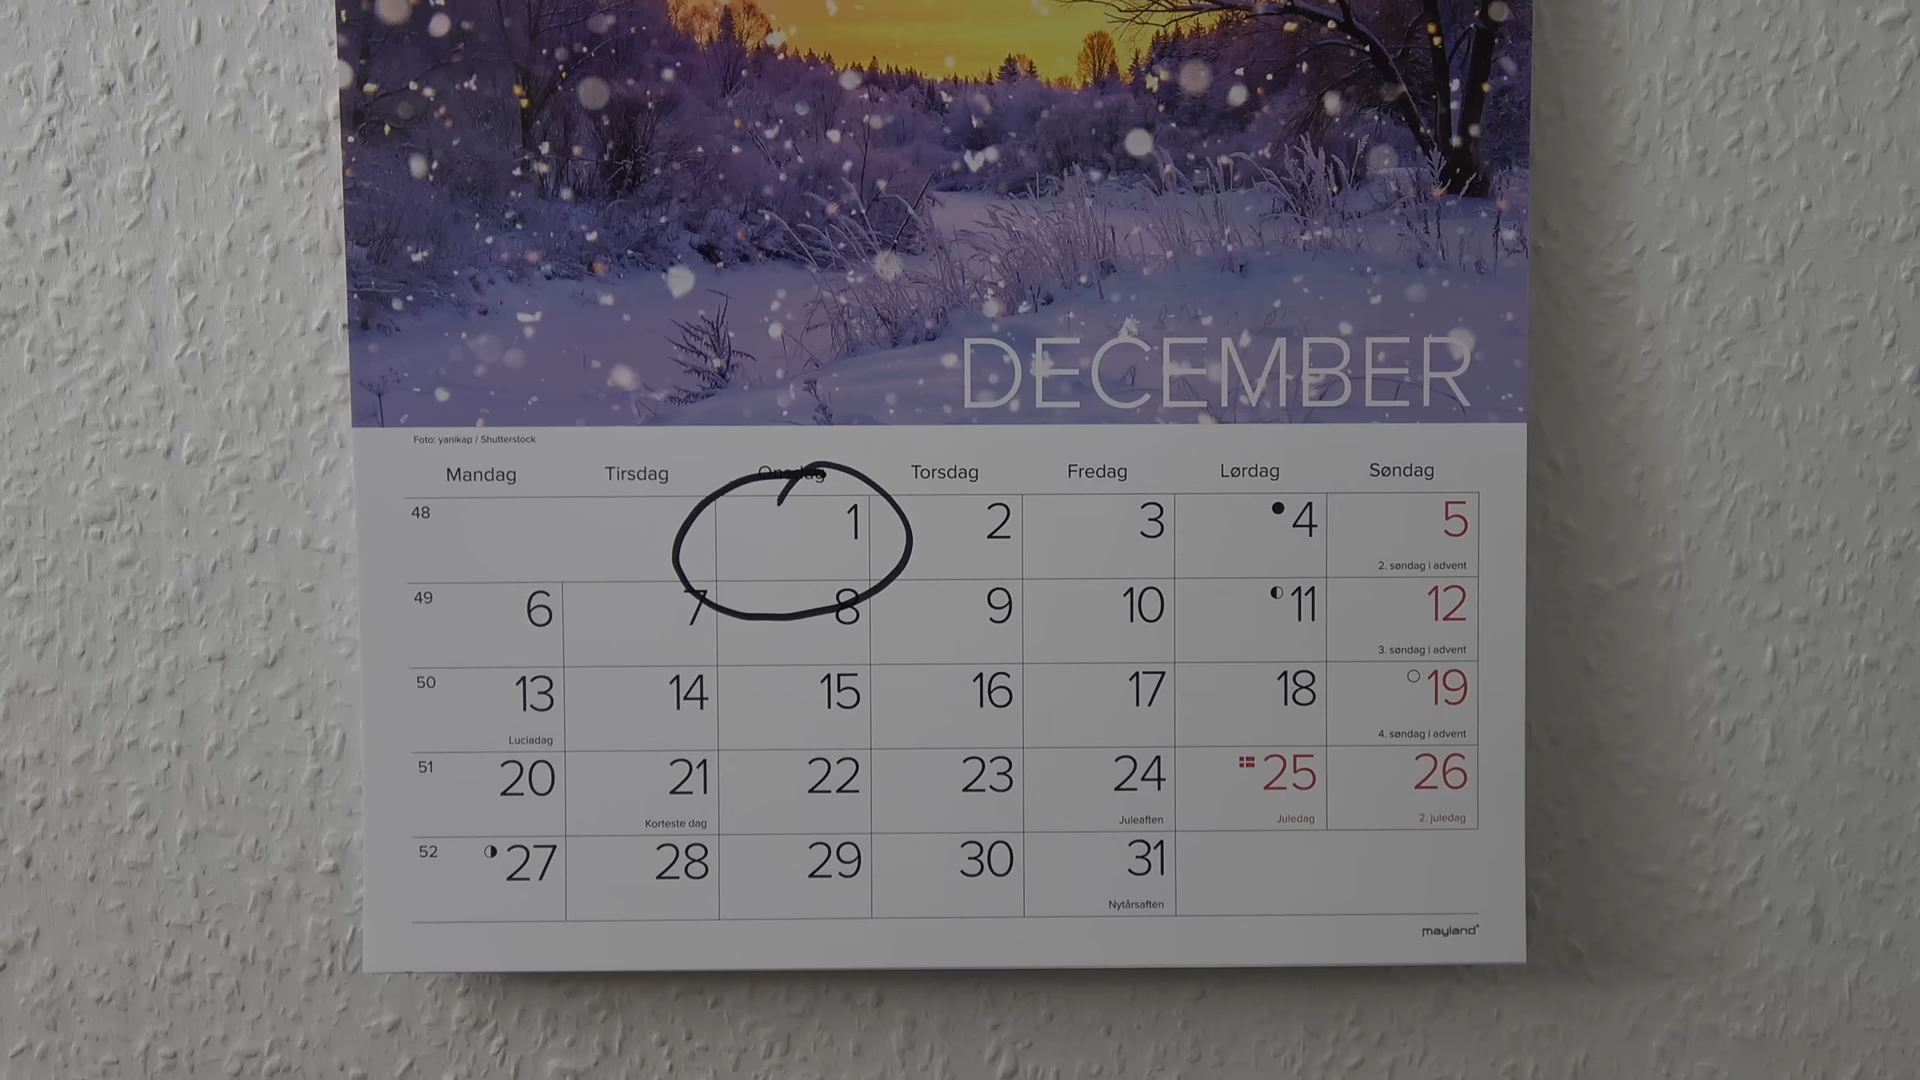 DECEMBER
Foto: yanikap / Shutterstock
Mandag Tirsdag Onsdag Torsdag Fredag Lørdag Søndag
48 1 2 3 4 5
2. søndag i advent
49 6 7 8 9 10 11 12
3. søndag i advent
50 13 14 15 16 17 18 19
Luciadag 4. søndag i advent
51 20 21 22 23 24 25 26
Korteste dag Juleaften Juledag 2. juledag
52 27 28 29 30 31
Nytårsaften
mayland